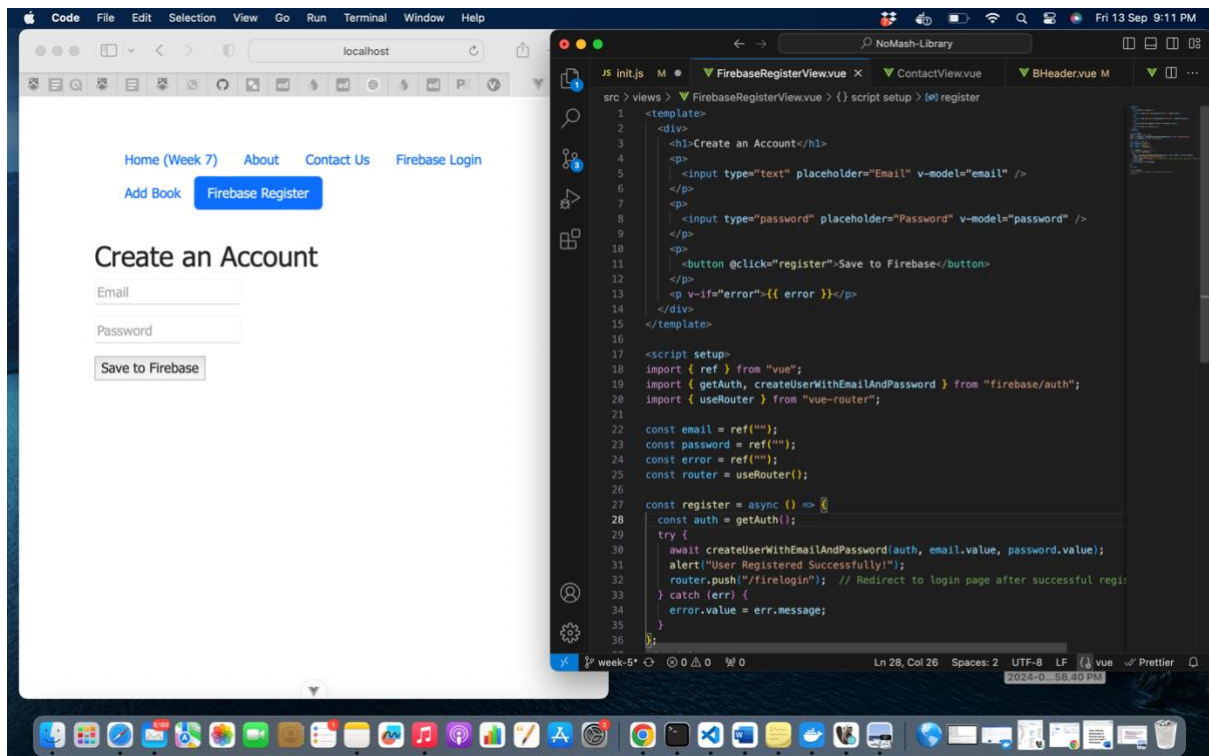 Code File Edit Selection View Go Run Terminal Window Help
Fri 13 Sep 9:11 PM
localhost
Home (Week 7) About Contact Us Firebase Login
Add Book Firebase Register
Create an Account
Email
Password
Save to Firebase
NoMash-Library
JS init.js M FirebaseRegisterView.vue ContactView.vue BHeader.vue M
src > views > FirebaseRegisterView.vue > {} script setup > register
1 <template>
2 <div>
3 <h1>Create an Account</h1>
4 <p>
5 <input type="text" placeholder="Email" v-model="email" />
6 </p>
7 <p>
8 <input type="password" placeholder="Password" v-model="password" />
9 </p>
10 <p>
11 <button @click="register">Save to Firebase</button>
12 </p>
13 <p v-if="error">{{ error }}</p>
14 </div>
15 </template>
16
17 <script setup>
18 import { ref } from "vue";
19 import { getAuth, createUserWithEmailAndPassword } from "firebase/auth";
20 import { useRouter } from "vue-router";
21
22 const email = ref("");
23 const password = ref("");
24 const error = ref("");
25 const router = useRouter();
26
27 const register = async () => {
28 const auth = getAuth();
29 try {
30 await createUserWithEmailAndPassword(auth, email.value, password.value);
31 alert("User Registered Successfully!");
32 router.push("/firelogin"); // Redirect to login page after successful regis
33 } catch (err) {
34 error.value = err.message;
35 }
36 };
week-5* 0 0 0 Ln 28, Col 26 Spaces: 2 UTF-8 LF vue Prettier
2024-0...58.40 PM